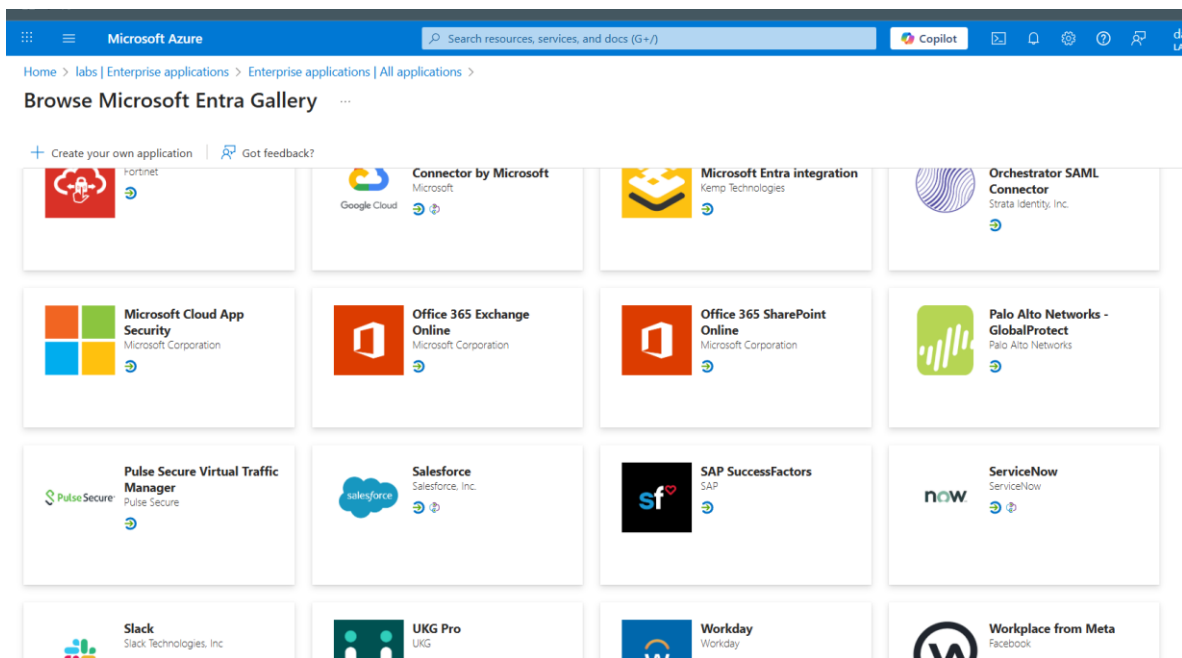 Microsoft Azure
Search resources, services, and docs (G+/)
Copilot
Home > labs | Enterprise applications > Enterprise applications | All applications >
Browse Microsoft Entra Gallery ...
+ Create your own application
Got feedback?
Fortinet
Google Cloud
Connector by Microsoft
Microsoft
Microsoft Entra integration
Kemp Technologies
Orchestrator SAML
Connector
Strata Identity, Inc.
Microsoft Cloud App
Security
Microsoft Corporation
Office 365 Exchange
Online
Microsoft Corporation
Office 365 SharePoint
Online
Microsoft Corporation
Palo Alto Networks -
GlobalProtect
Palo Alto Networks
Pulse Secure
Pulse Secure Virtual Traffic
Manager
Pulse Secure
salesforce
Salesforce
Salesforce, Inc.
sf
SAP SuccessFactors
SAP
now
ServiceNow
ServiceNow
Slack
Slack Technologies, Inc
UKG Pro
UKG
Workday
Workday
Workplace from Meta
Facebook